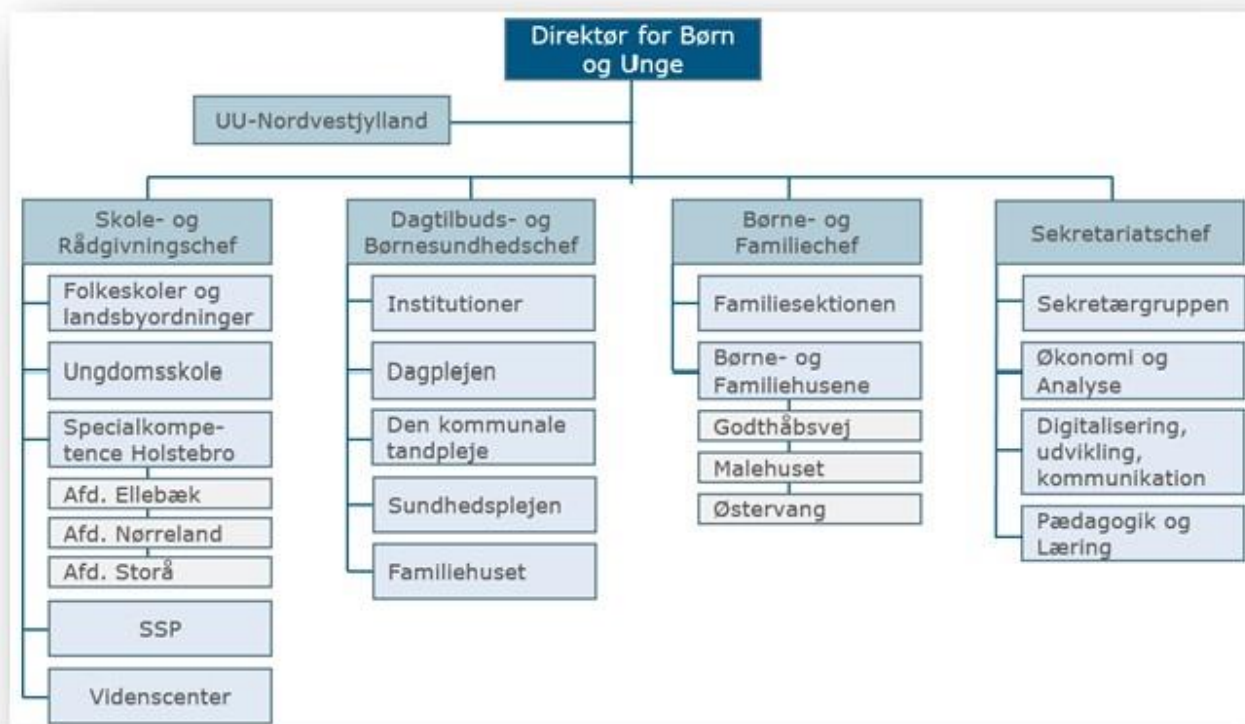 Direktør for Børn
og Unge
UU-Nordvestjylland
Skole- og
Rådgivningschef
Folkeskoler og
landsbyordninger
Ungdomsskole
Specialkompe-
tence Holstebro
Afd. Ellebæk
Afd. Nørreland
Afd. Storå
SSP
Videnscenter
Dagtilbuds- og
Børnesundhedschef
Institutioner
Dagplejen
Den kommunale
tandpleje
Sundhedsplejen
Familiehuset
Børne- og
Familiechef
Familiesektionen
Børne- og
Familiehusene
Godthåbsvej
Malehuset
Østervang
Sekretariatschef
Sekretærgruppen
Økonomi og
Analyse
Digitalisering,
udvikling,
kommunikation
Pædagogik og
Læring